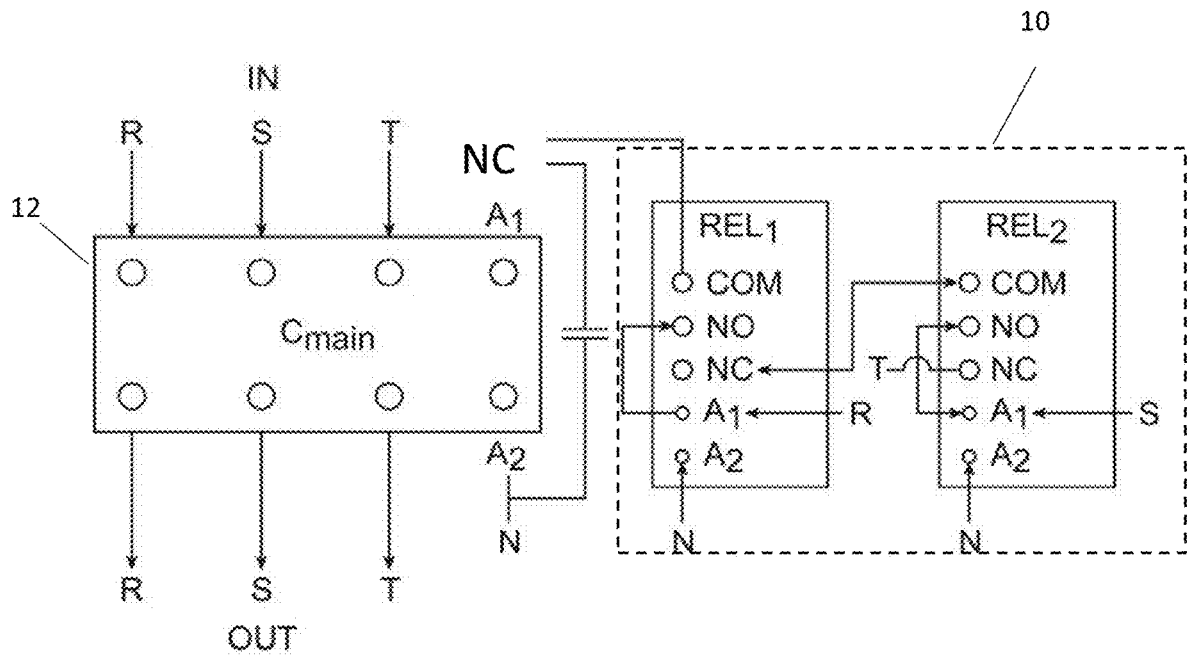 10
IN
R S T
NC
12
A1
REL1
REL2
COM
COM
Cmain
NO
NO
NC
T
NC
A1
R
A1
S
A2
A2
A2
N
N
N
R S T
OUT